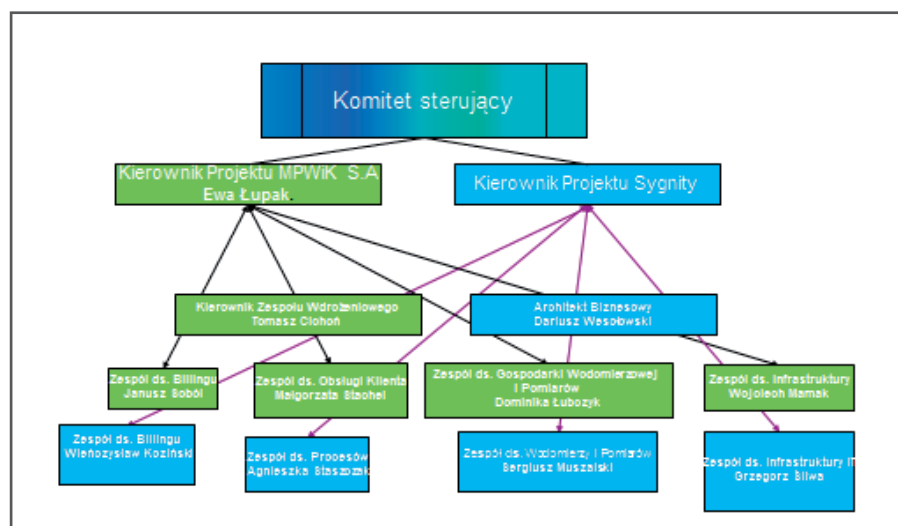 Komitet sterujący
Kierownik Projektu MPWiK S.A
Ewa Łupak.
Kierownik Projektu Sygnity
Kierownik Zespołu Wdrożeniowego
Tomasz Cichoń
Architekt Biznesowy
Dariusz Wesołowski
Zespół ds. Billingu
Janusz Soból
Zespół ds. Obsługi Klienta
Małgorzata Stachel
Zespół ds. Gospodarki Wodomierzowej
i Pomiarów
Dominika Łubczyk
Zespół ds. Infrastruktury
Wojciech Mamak
Zespół ds. Billingu
Wieńczysław Koziński
Zespół ds. Procesów
Agnieszka Staszczak
Zespół ds. Wodomierzy i Pomiarów
Sergiusz Muszalski
Zespół ds. Infrastruktury IT
Grzegorz Śliwa